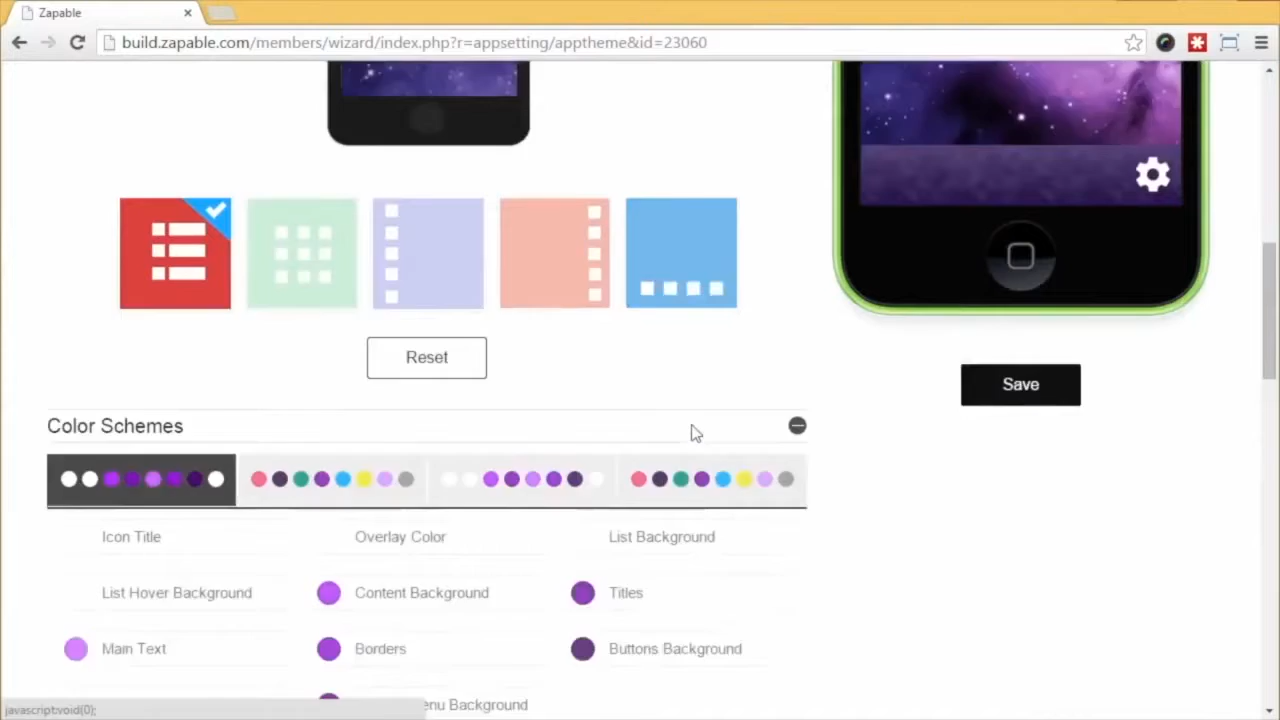 Zapable
build.zapable.com/members/wizard/index.php?r=appsetting/apptheme&id=23060
Reset
Save
Color Schemes
Icon Title
Overlay Color
List Background
List Hover Background
Content Background
Titles
Main Text
Borders
Buttons Background
enu Background
javascript:void(0);